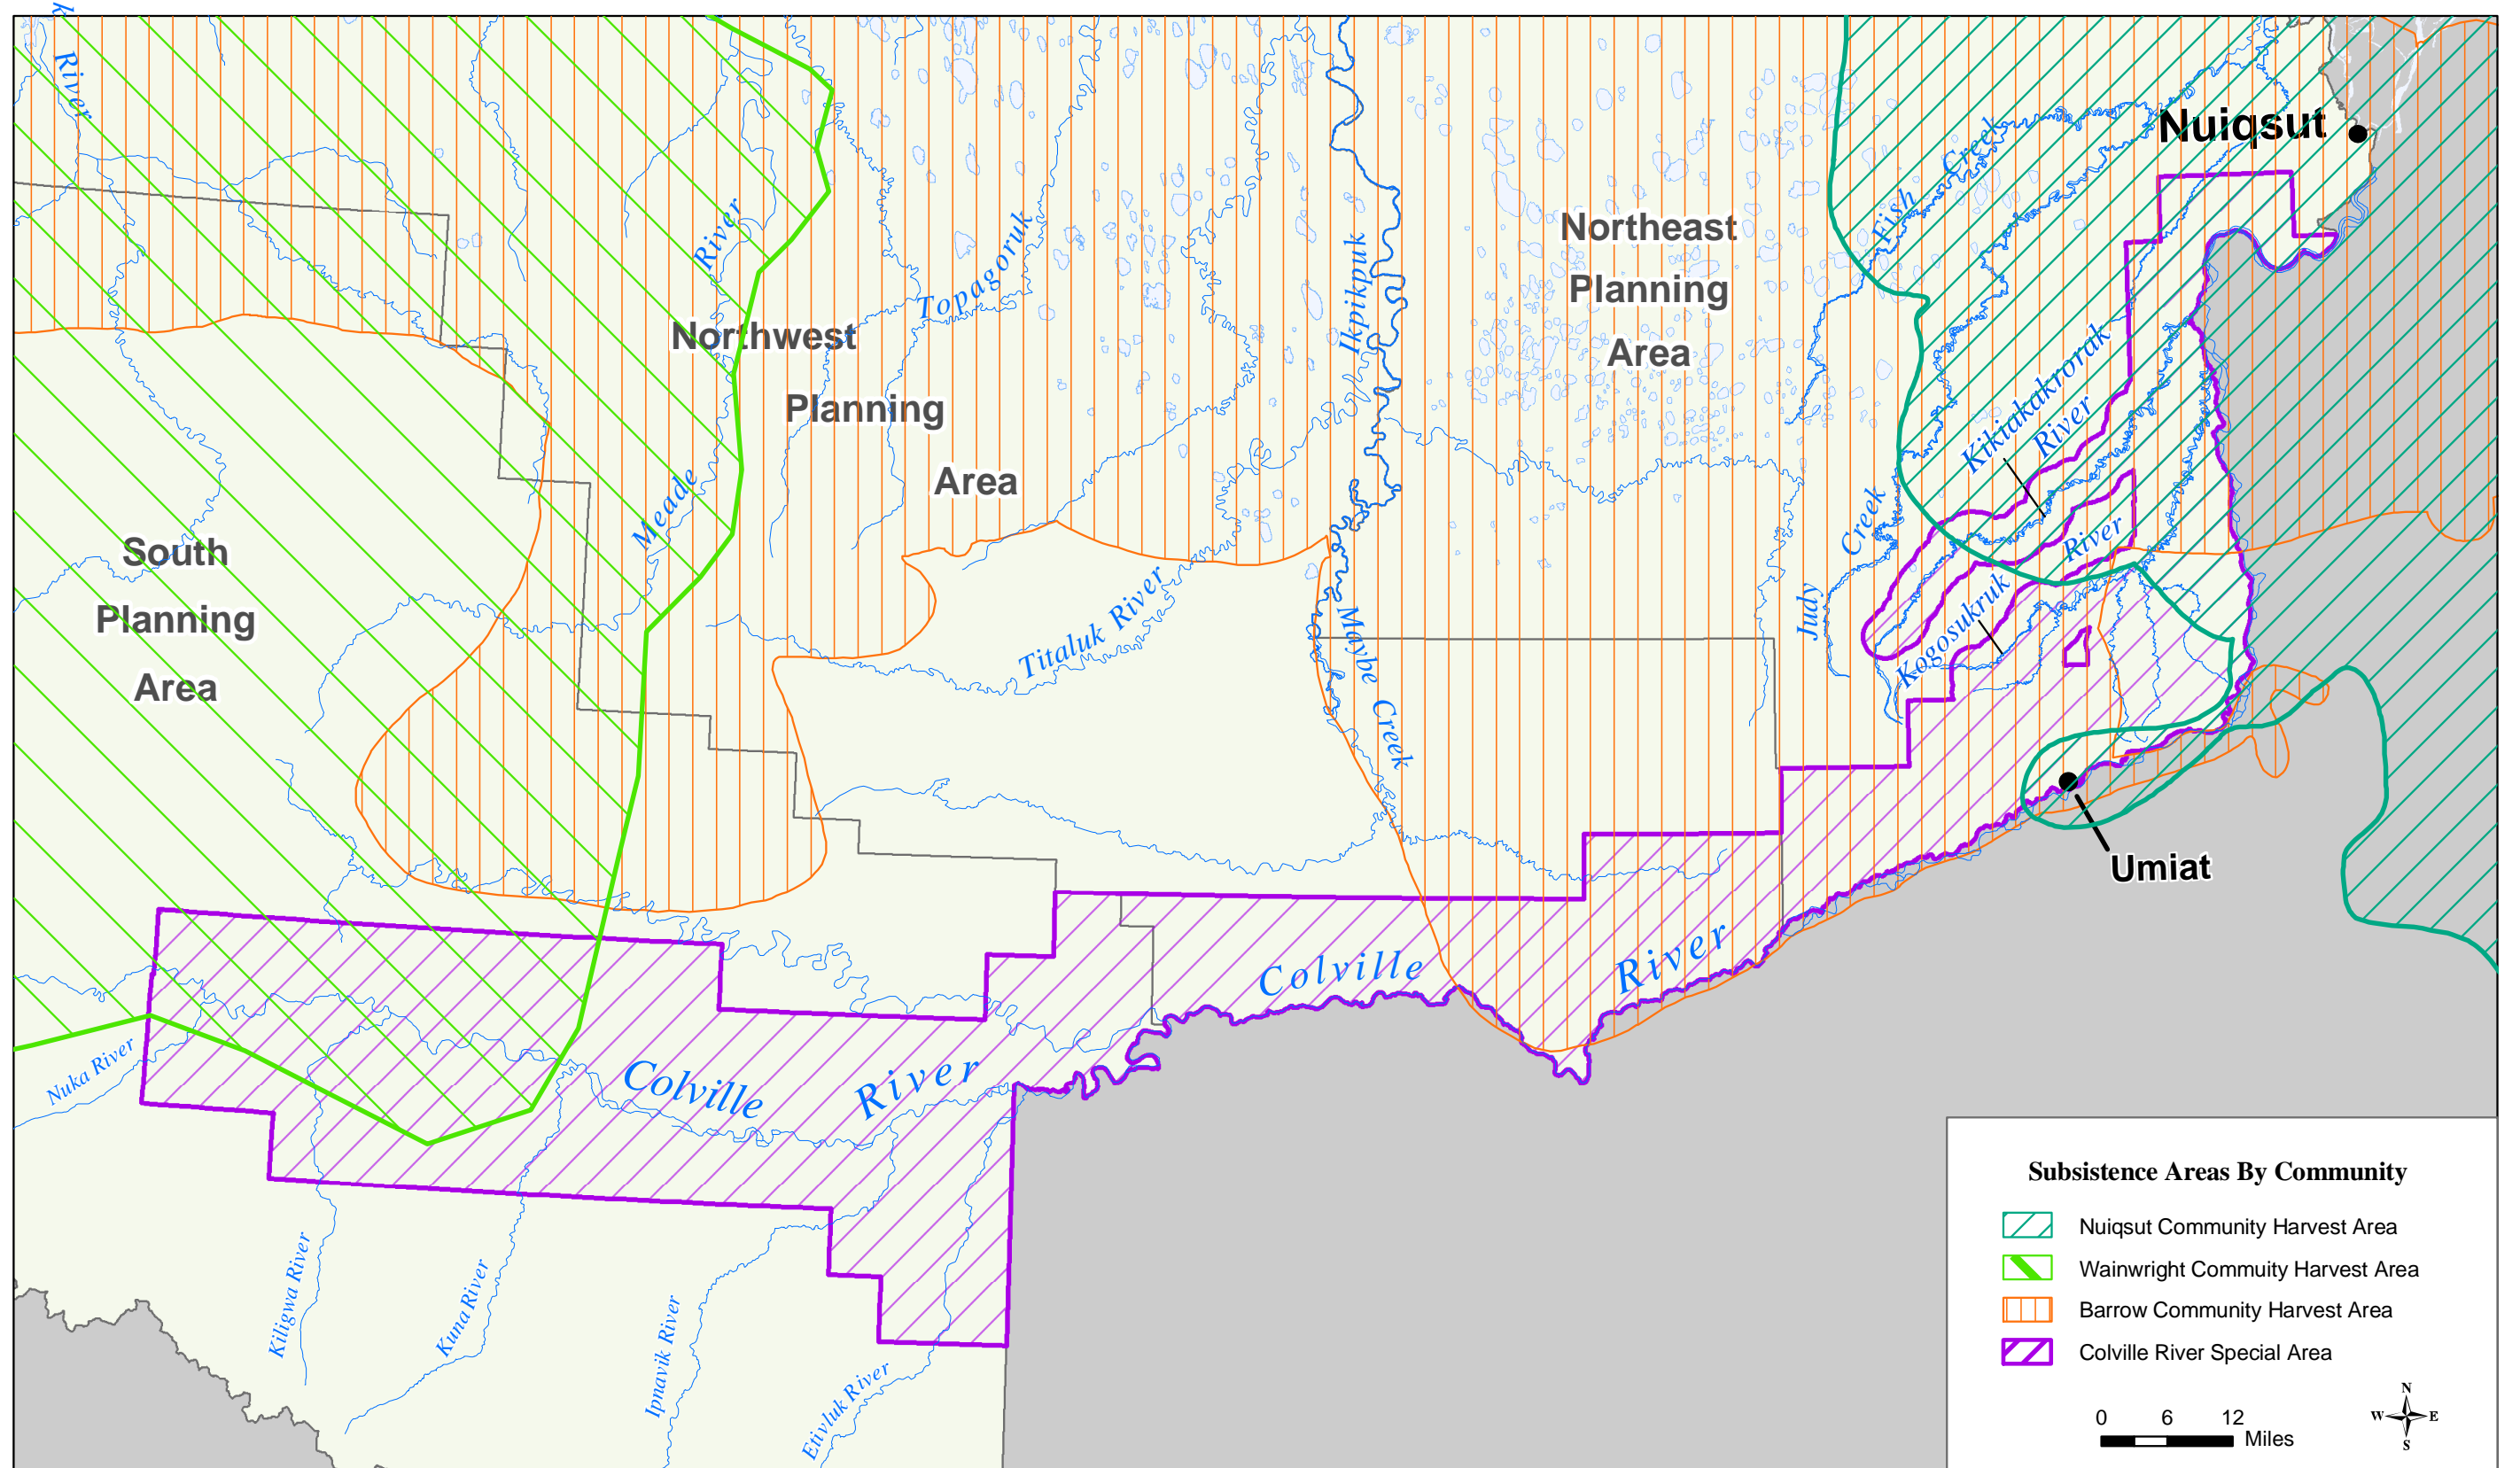 k
River
Nuiqsut
Fish Creek
River
Topagoruk
Ikpikpuk
Northeast
Planning
Area
Northwest
Planning
Area
Kikiakakrorak
River
Meade
Creek
River
South
Planning
Area
Titaluk River
Maybe Creek
Judy
Kogosukruk
Umiat
Colville River
Colville River
Nuka River
Kiligwa River
Kuna River
Ipnavik River
Etivluk River
Subsistence Areas By Community
Nuiqsut Community Harvest Area
Wainwright Commuity Harvest Area
Barrow Community Harvest Area
Colville River Special Area
0 6 12
Miles
N
W E
S